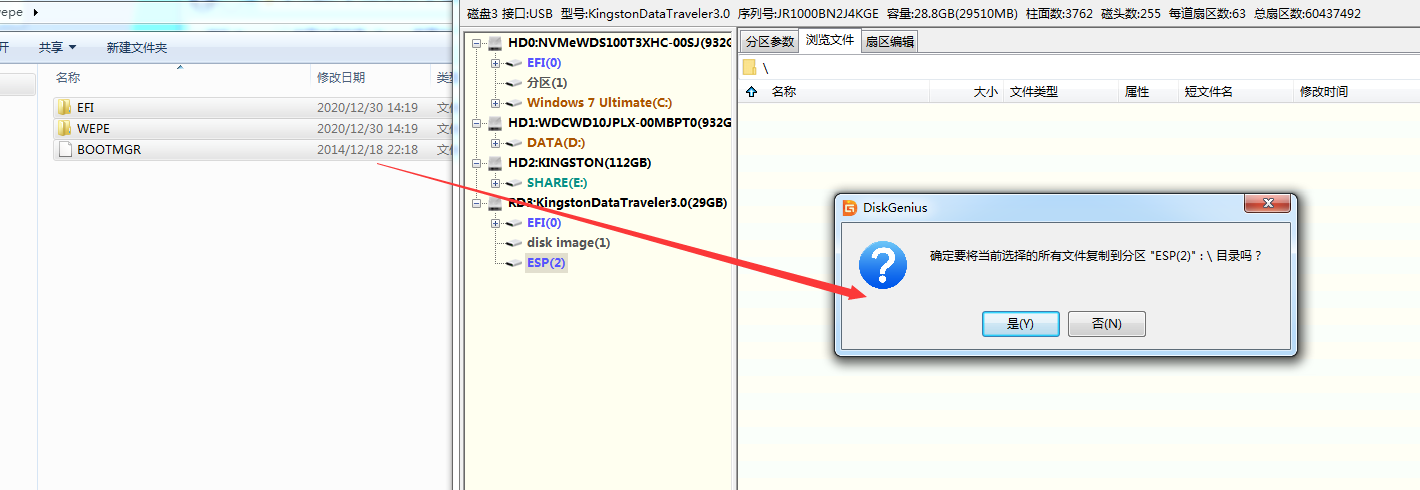 磁盘3 接口:USB 型号:KingstonDataTraveler3.0 序列号:JR1000BN2J4KGE 容量:28.8GB(29510MB) 柱面数:3762 磁头数:255 每道扇区数:63 总扇区数:60437492
共享 新建文件夹
名称 修改日期
EFI 2020/12/30 14:19
WEPE 2020/12/30 14:19
BOOTMGR 2014/12/18 22:18
HD0:NVMeWDS100T3XHC-00SJ(932G
EFI(0)
分区(1)
Windows 7 Ultimate(C:)
HD1:WDCWD10JPLX-00MBPT0(932G
DATA(D:)
HD2:KINGSTON(112GB)
SHARE(E:)
RD3:KingstonDataTraveler3.0(29GB)
EFI(0)
disk image(1)
ESP(2)
分区参数 浏览文件 扇区编辑
\
名称 大小 文件类型 属性 短文件名 修改时间
DiskGenius
确定要将当前选择的所有文件复制到分区 "ESP(2)" : \ 目录吗？
是(Y) 否(N)